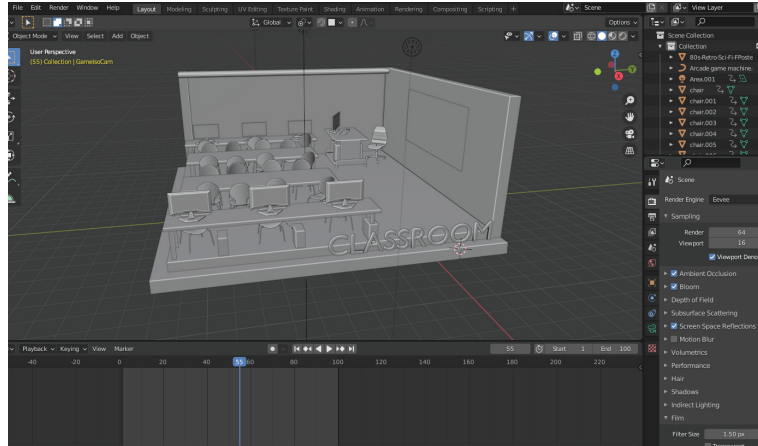 File Edit Render Window Help Layout Modeling Sculpting UV Editing Texture Paint Shading Animation Rendering Compositing Scripting + Scene View Layer
Global Options
Object Mode View Select Add Object
User Perspective
(55) Collection | GameIsoCam
X
CLASSROOM
Scene Collection
Collection
80s-Retro-Sci-Fi-FPoste
Arcade game machine.
Area.001
chair
chair.001
chair.002
chair.003
chair.004
chair.005
Scene
Render Engine Eevee
Sampling
Render 64
Viewport 16
Viewport Deno
Ambient Occlusion
Bloom
Depth of Field
Subsurface Scattering
Screen Space Reflections
Motion Blur
Volumetrics
Performance
Hair
Shadows
Indirect Lighting
Film
Filter Size 1.50 px
Playback Keying View Marker 55 Start 1 End 100
-40 -20 0 20 40 55 60 80 100 120 140 160 180 200 220